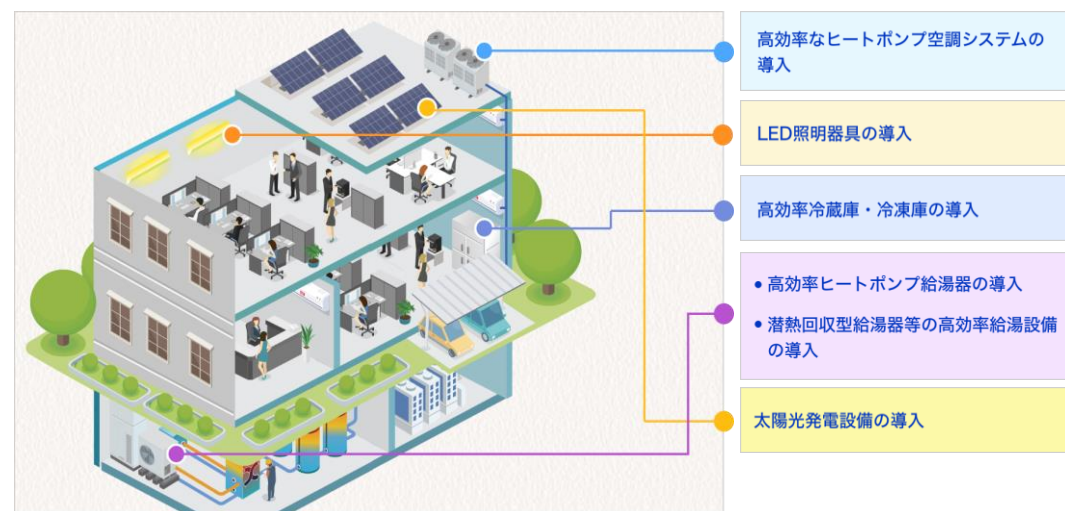 高効率なヒートポンプ空調システムの
導入
LED照明器具の導入
高効率冷蔵庫・冷凍庫の導入
• 高効率ヒートポンプ給湯器の導入
• 潜熱回収型給湯器等の高効率給湯設備
の導入
太陽光発電設備の導入